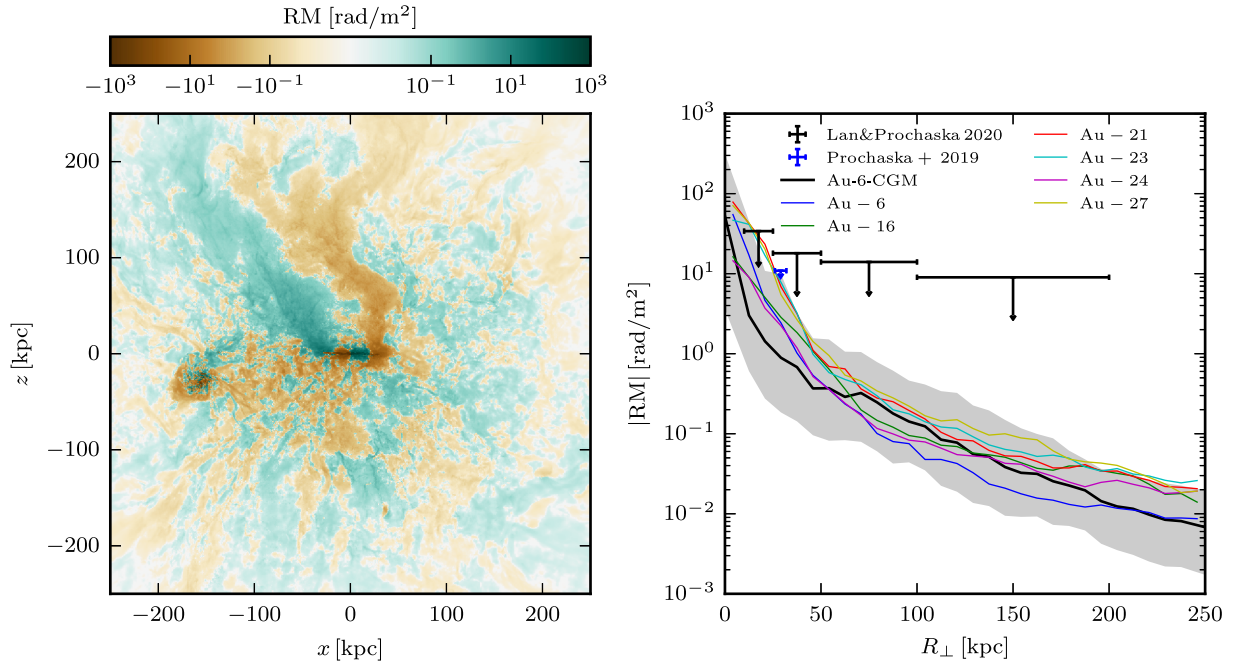 RM [rad/m²]
−10³ −10¹ −10⁻¹ 10⁻¹ 10¹ 10³
200
100
0
−100
−200
z [kpc]
−200 −100 0 100 200
x [kpc]
10³
10²
10¹
10⁰
10⁻¹
10⁻²
10⁻³
|RM| [rad/m²]
Lan&Prochaska 2020
Prochaska + 2019
Au-6-CGM
Au − 6
Au − 16
Au − 21
Au − 23
Au − 24
Au − 27
0 50 100 150 200 250
R⊥ [kpc]